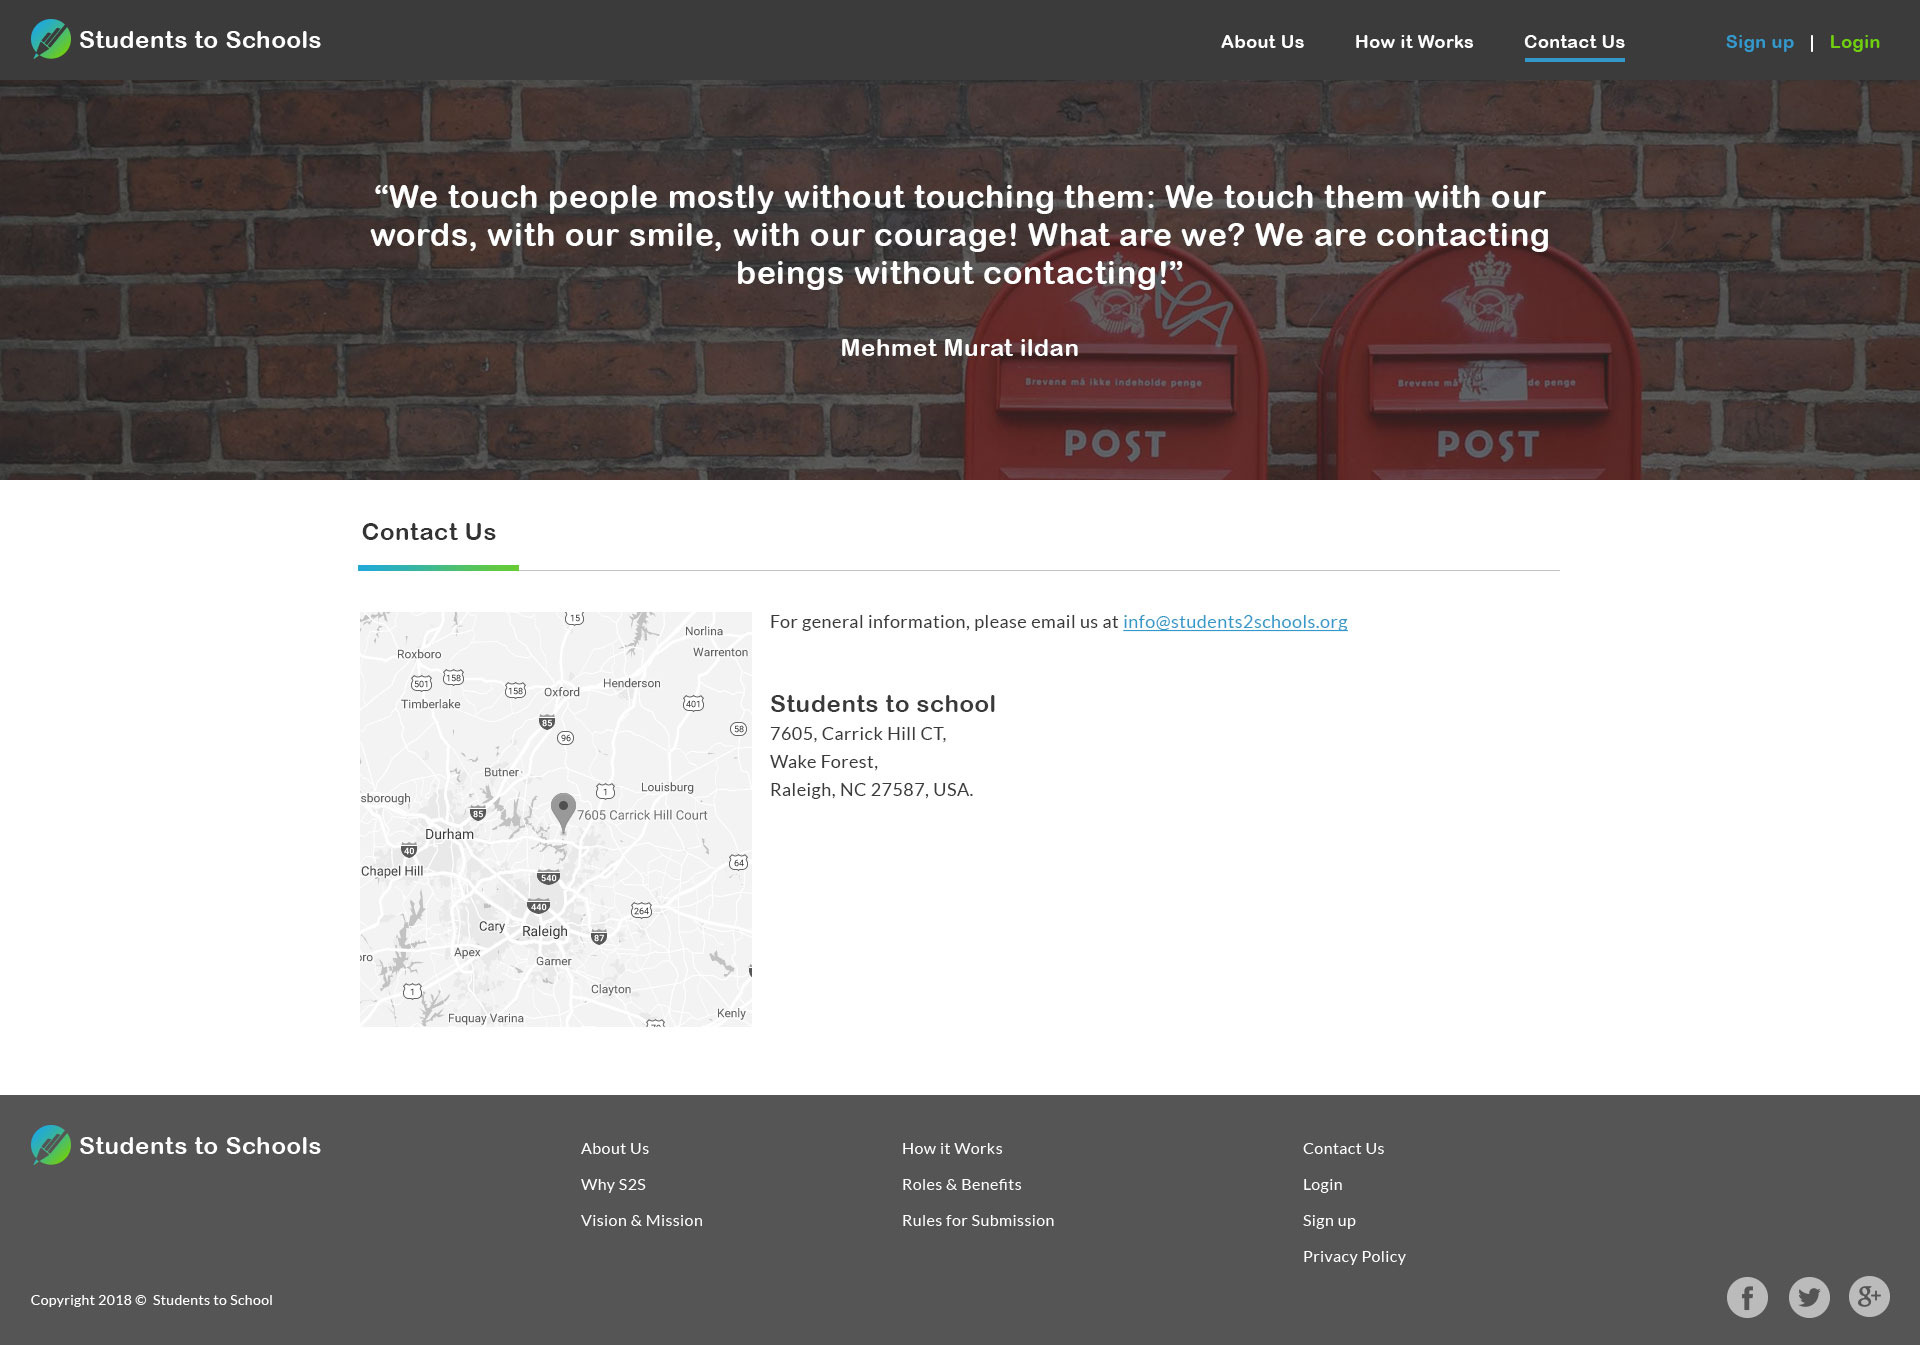 Students to Schools
About Us
How it Works
Contact Us
Sign up | Login
“We touch people mostly without touching them: We touch them with our
words, with our smile, with our courage! What are we? We are contacting
beings without contacting!”
Mehmet Murat ildan
Brevene må ikke indeholde penge
Brevene må de penge
POST
POST
Contact Us
For general information, please email us at info@students2schools.org
Students to school
7605, Carrick Hill CT,
Wake Forest,
Raleigh, NC 27587, USA.
15
Norlina
Roxboro
Warrenton
501
158
158
Oxford
Henderson
Timberlake
401
85
58
96
Butner
1
Louisburg
sborough
85
7605 Carrick Hill Court
Durham
40
64
Chapel Hill
540
440
264
Cary
Raleigh
87
Apex
Garner
oro
1
Clayton
Fuquay Varina
Kenly
Students to Schools
About Us
Why S2S
Vision & Mission
How it Works
Roles & Benefits
Rules for Submission
Contact Us
Login
Sign up
Privacy Policy
Copyright 2018 © Students to School
f
g+